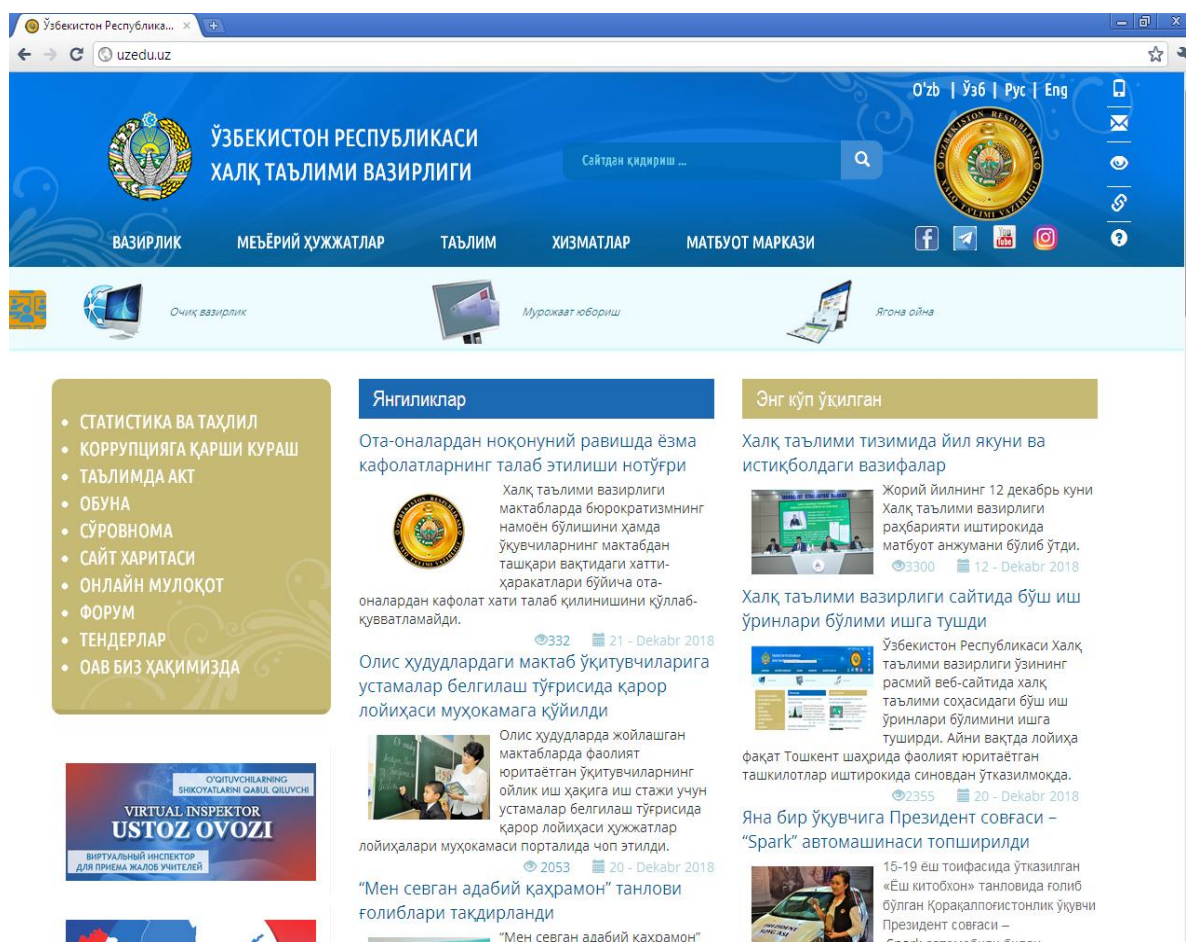 Ўзбекистон Республика...
uzedu.uz
O'zb | Ўзб | Рус | Eng
ЎЗБЕКИСТОН РЕСПУБЛИКАСИ
ХАЛҚ ТАЪЛИМИ ВАЗИРЛИГИ
Сайтдан қидириш ...
ВАЗИРЛИК
МЕЪЁРИЙ ҲУЖЖАТЛАР
ТАЪЛИМ
ХИЗМАТЛАР
МАТБУОТ МАРКАЗИ
Очиқ вазирлик
Мурожаат юбориш
Ягона ойна
СТАТИСТИКА ВА ТАҲЛИЛ
КОРРУПЦИЯГА ҚАРШИ КУРАШ
ТАЪЛИМДА АКТ
ОБУНА
СЎРОВНОМА
САЙТ ХАРИТАСИ
ОНЛАЙН МУЛОҚОТ
ФОРУМ
ТЕНДЕРЛАР
ОАВ БИЗ ҲАҚИМИЗДА
O'QITUVCHILARNING
SHIKOYATLARINI QABUL QILUVCHI
VIRTUAL INSPEKTOR
USTOZ OVOZI
ВИРТУАЛЬНЫЙ ИНСПЕКТОР
ДЛЯ ПРИЕМА ЖАЛОБ УЧИТЕЛЕЙ
Янгиликлар
Ота-оналардан ноқонуний равишда ёзма
кафолатларнинг талаб этилиши нотўғри
Халқ таълими вазирлиги
мактабларда бюрократизмнинг
намоён бўлишини ҳамда
ўқувчиларнинг мактабдан
ташқари вақтидаги хатти-
ҳаракатлари бўйича ота-
оналардан кафолат хати талаб қилинишини қўллаб-
қувватламайди.
332 21 - Dekabr 2018
Олис ҳудудлардаги мактаб ўқитувчиларига
устамалар белгилаш тўғрисида қарор
лойиҳаси муҳокамага қўйилди
Олис ҳудудларда жойлашган
мактабларда фаолият
юритаётган ўқитувчиларнинг
ойлик иш ҳақига иш стажи учун
устамалар белгилаш тўғрисида
қарор лойиҳаси ҳужжатлар
лойиҳалари муҳокамаси порталида чоп этилди.
2053 20 - Dekabr 2018
“Мен севган адабий қаҳрамон” танлови
ғолиблари тақдирланди
“Мен севган адабий қаҳрамон”
Энг кўп ўқилган
Халқ таълими тизимида йил якуни ва
истиқболдаги вазифалар
Жорий йилнинг 12 декабрь куни
Халқ таълими вазирлиги
раҳбарияти иштирокида
матбуот анжумани бўлиб ўтди.
3300 12 - Dekabr 2018
Халқ таълими вазирлиги сайтида бўш иш
ўринлари бўлими ишга тушди
Ўзбекистон Республикаси Халқ
таълими вазирлиги ўзининг
расмий веб-сайтида халқ
таълими соҳасидаги бўш иш
ўринлари бўлимини ишга
туширди. Айни вақтда лойиҳа
фақат Тошкент шаҳрида фаолият юритаётган
ташкилотлар иштирокида синовдан ўтказилмоқда.
2355 20 - Dekabr 2018
Яна бир ўқувчига Президент совғаси –
“Spark” автомашинаси топширилди
15-19 ёш тоифасида ўтказилган
«Ёш китобхон» танловида ғолиб
бўлган Қорақалпоғистонлик ўқувчи
Президент совғаси –